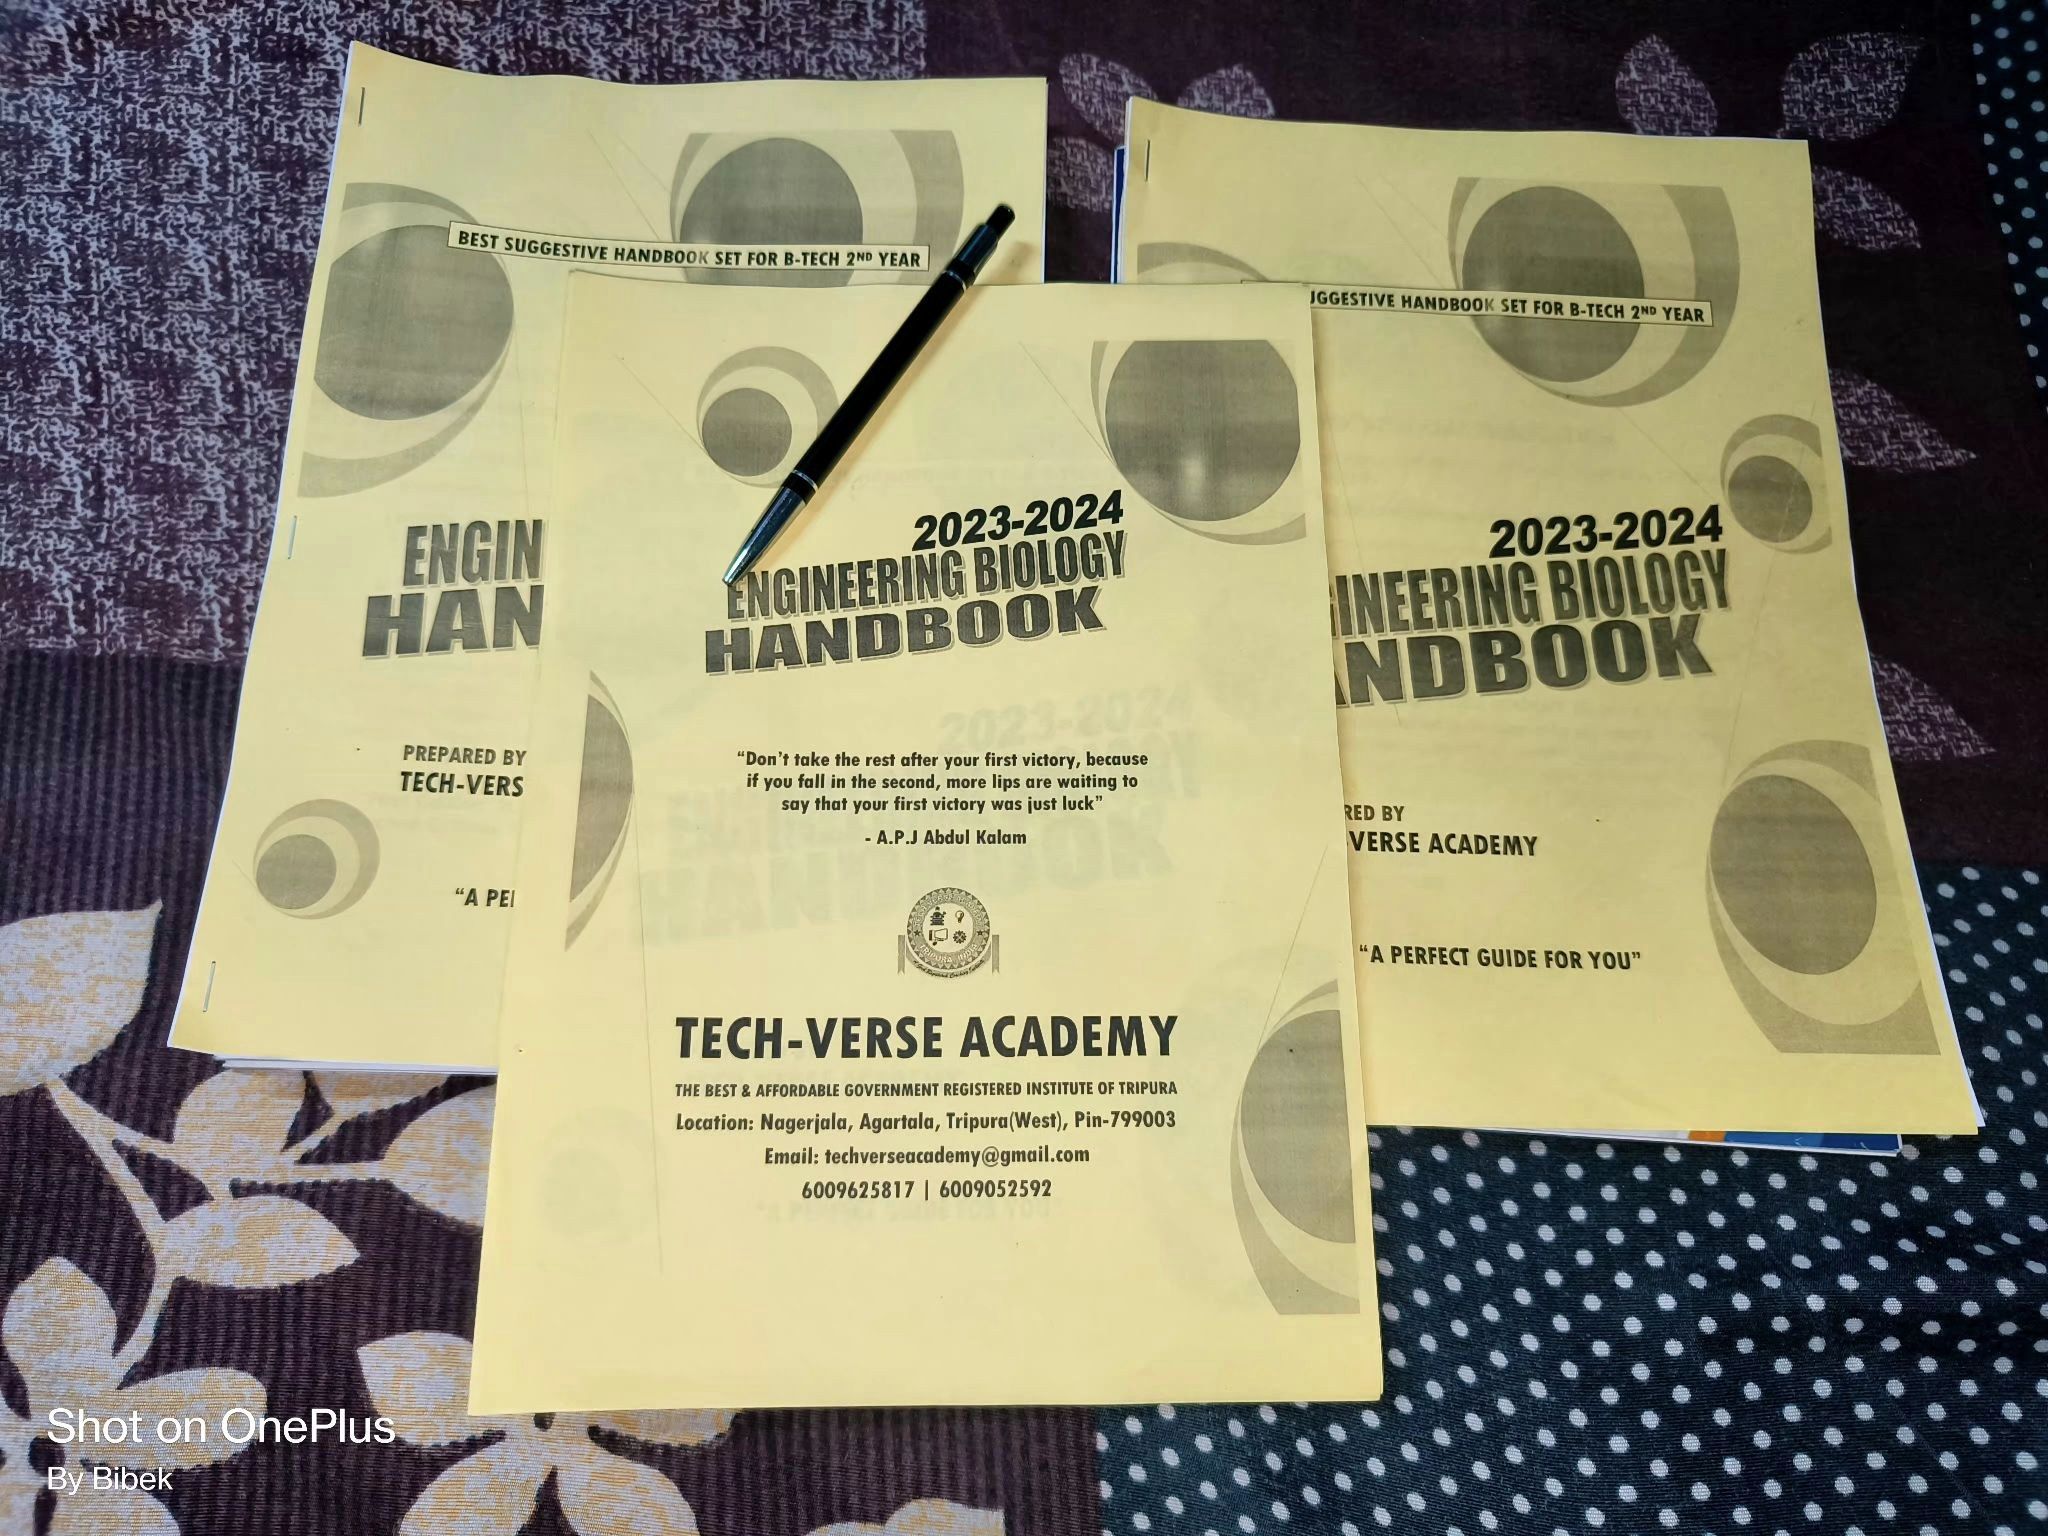 BEST SUGGESTIVE HANDBOOK SET FOR B-TECH 2ND YEAR
ENGIN
HAN
PREPARED BY
TECH-VERS
"A PE
2023-2024
ENGINEERING BIOLOGY
HANDBOOK
“Don't take the rest after your first victory, because
if you fall in the second, more lips are waiting to
say that your first victory was just luck”
- A.P.J Abdul Kalam
TRIPURA, INDIA
TECH-VERSE ACADEMY
THE BEST & AFFORDABLE GOVERNMENT REGISTERED INSTITUTE OF TRIPURA
Location: Nagerjala, Agartala, Tripura(West), Pin-799003
Email: techverseacademy@gmail.com
6009625817 | 6009052592
UGGESTIVE HANDBOOK SET FOR B-TECH 2ND YEAR
2023-2024
INEERING BIOLOGY
NDBOOK
RED BY
-VERSE ACADEMY
“A PERFECT GUIDE FOR YOU”
Shot on OnePlus
By Bibek